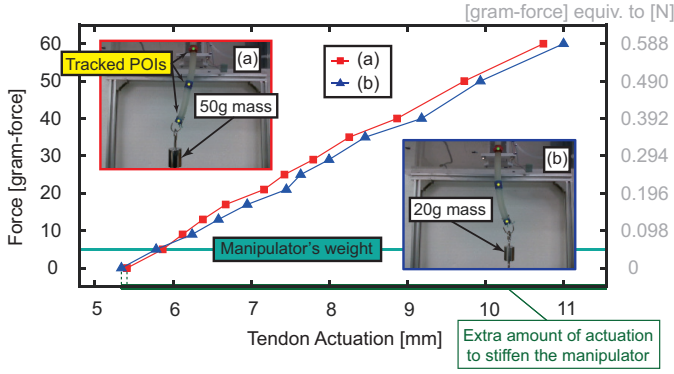 [gram-force] equiv. to [N]
Force [gram-force]
60
50
40
30
20
10
0
0.588
0.490
0.392
0.294
0.196
0.098
0
Tracked POIs
(a)
50g mass
(a)
(b)
(b)
20g mass
Manipulator's weight
5 6 7 8 9 10 11
Tendon Actuation [mm]
Extra amount of actuation
to stiffen the manipulator